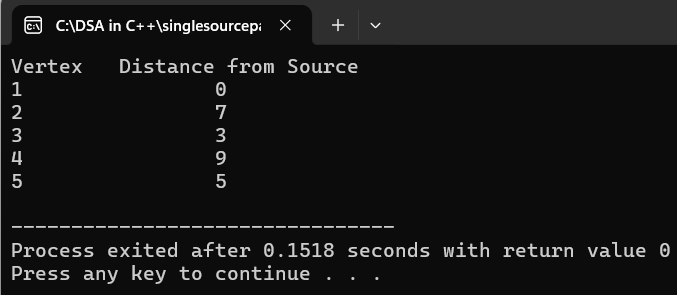 C:\DSA in C++\singlesourcepa
Vertex   Distance from Source
1                0
2                7
3                3
4                9
5                5
--------------------------------
Process exited after 0.1518 seconds with return value 0
Press any key to continue . . .